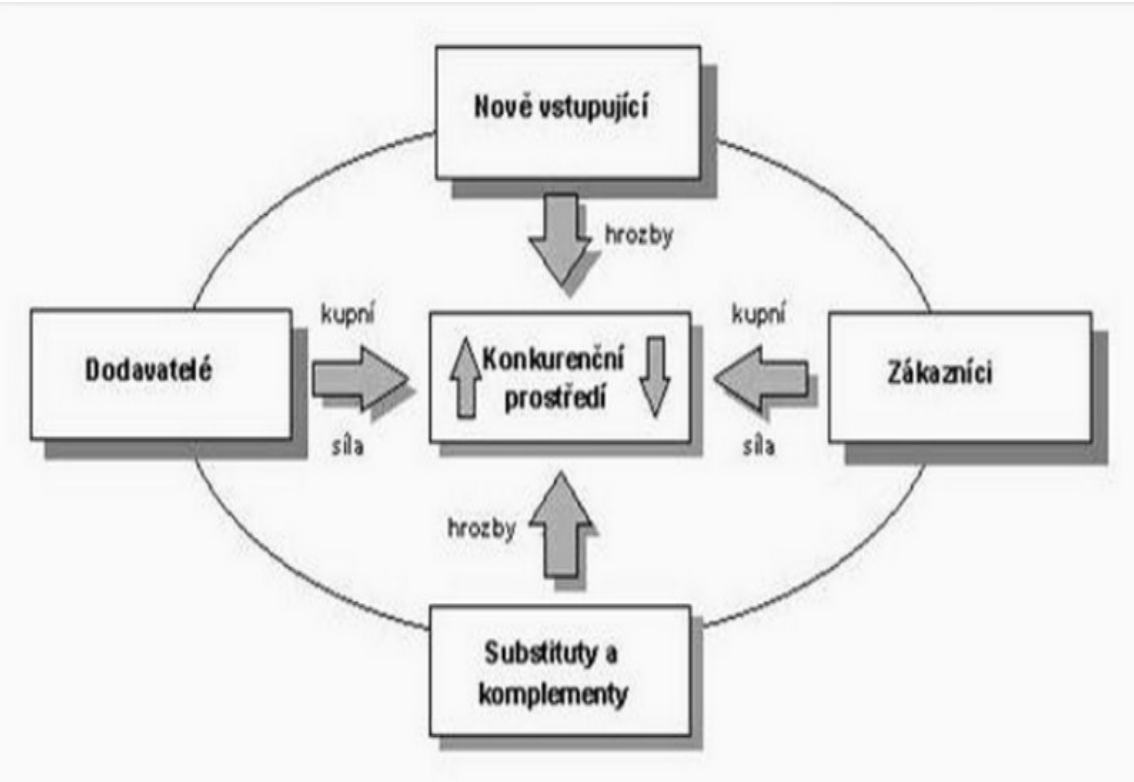 Nově vstupující
hrozby
kupní
kupní
Dodavatelé
Konkurenční
prostředí
Zákazníci
síla
síla
hrozby
Substituty a
komplementy